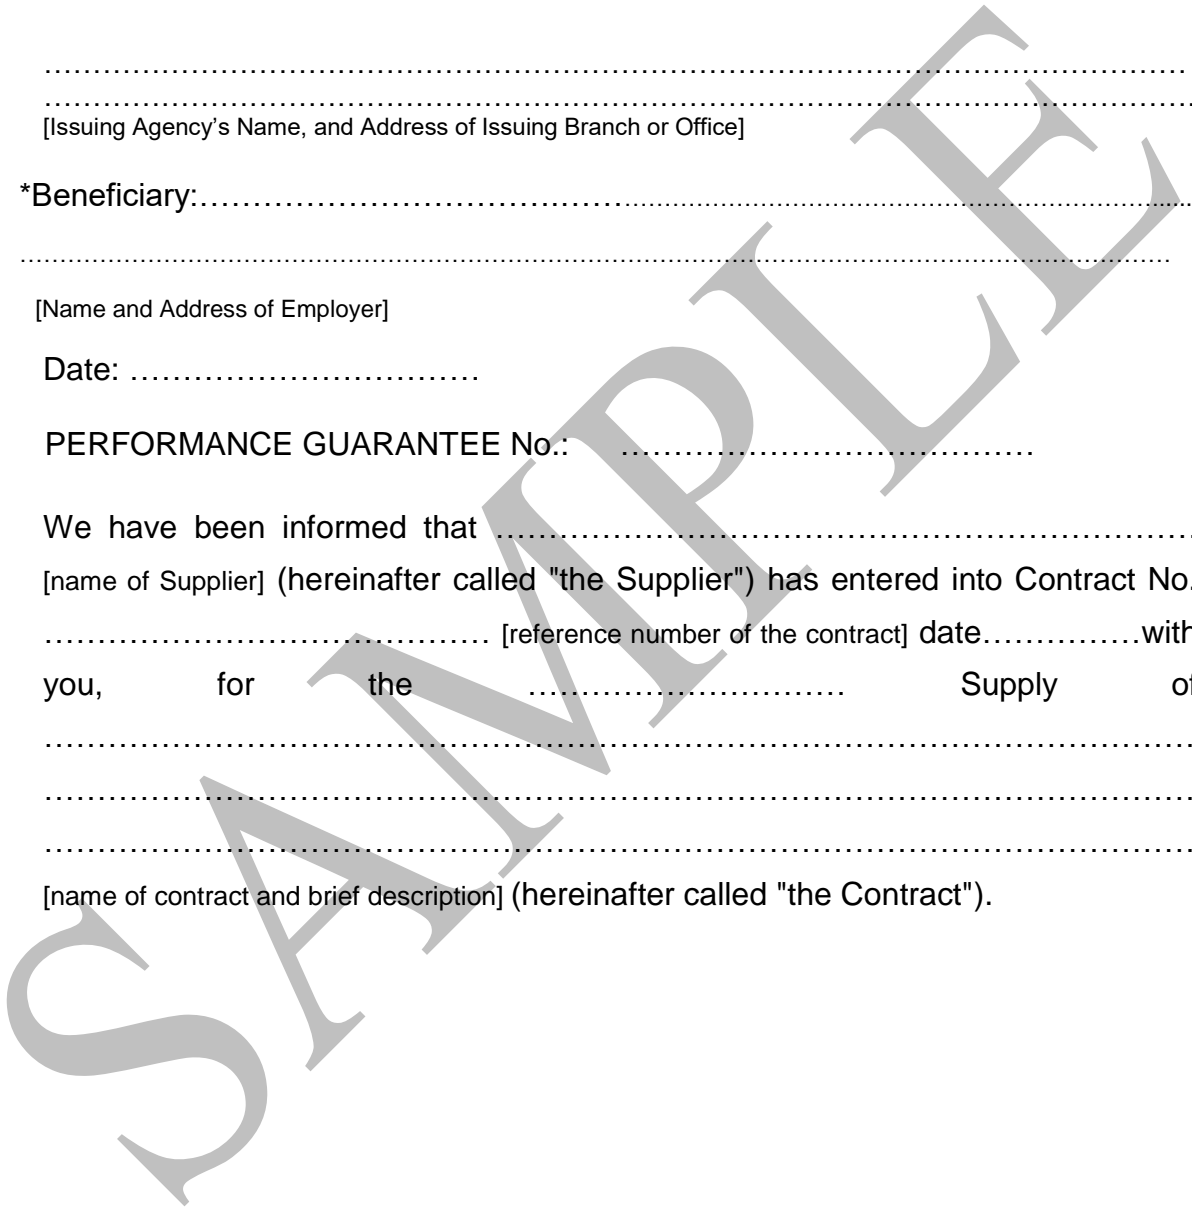 ……………………………………………………………………………………………………
……………………………………………………………………………………………………
[Issuing Agency’s Name, and Address of Issuing Branch or Office]
*Beneficiary:……………………………………………………………………………………
……………………………………………………………………………………………………
[Name and Address of Employer]
Date: ……………………………
PERFORMANCE GUARANTEE No.: …………………………………
We have been informed that …………………………………………………………
[name of Supplier] (hereinafter called "the Supplier") has entered into Contract No.
…………………………………… [reference number of the contract] date……………with
you, for the ………………………… Supply of
……………………………………………………………………………………………………
……………………………………………………………………………………………………
……………………………………………………………………………………………………
[name of contract and brief description] (hereinafter called "the Contract").
SAMPLE